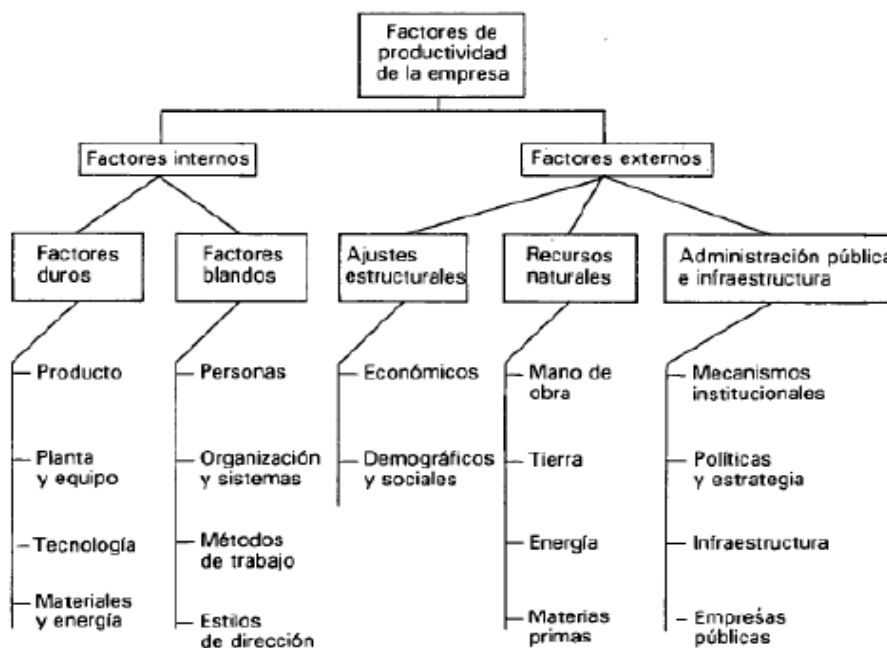 Factores de
productividad
de la empresa
Factores internos
Factores externos
Factores
duros
Factores
blandos
Ajustes
estructurales
Recursos
naturales
Administración pública
e infraestructura
Producto
Planta
y equipo
Tecnología
Materiales
y energía
Personas
Organización
y sistemas
Métodos
de trabajo
Estilos
de dirección
Económicos
Demográficos
y sociales
Mano de
obra
Tierra
Energía
Materias
primas
Mecanismos
institucionales
Políticas
y estrategia
Infraestructura
Empresas
públicas